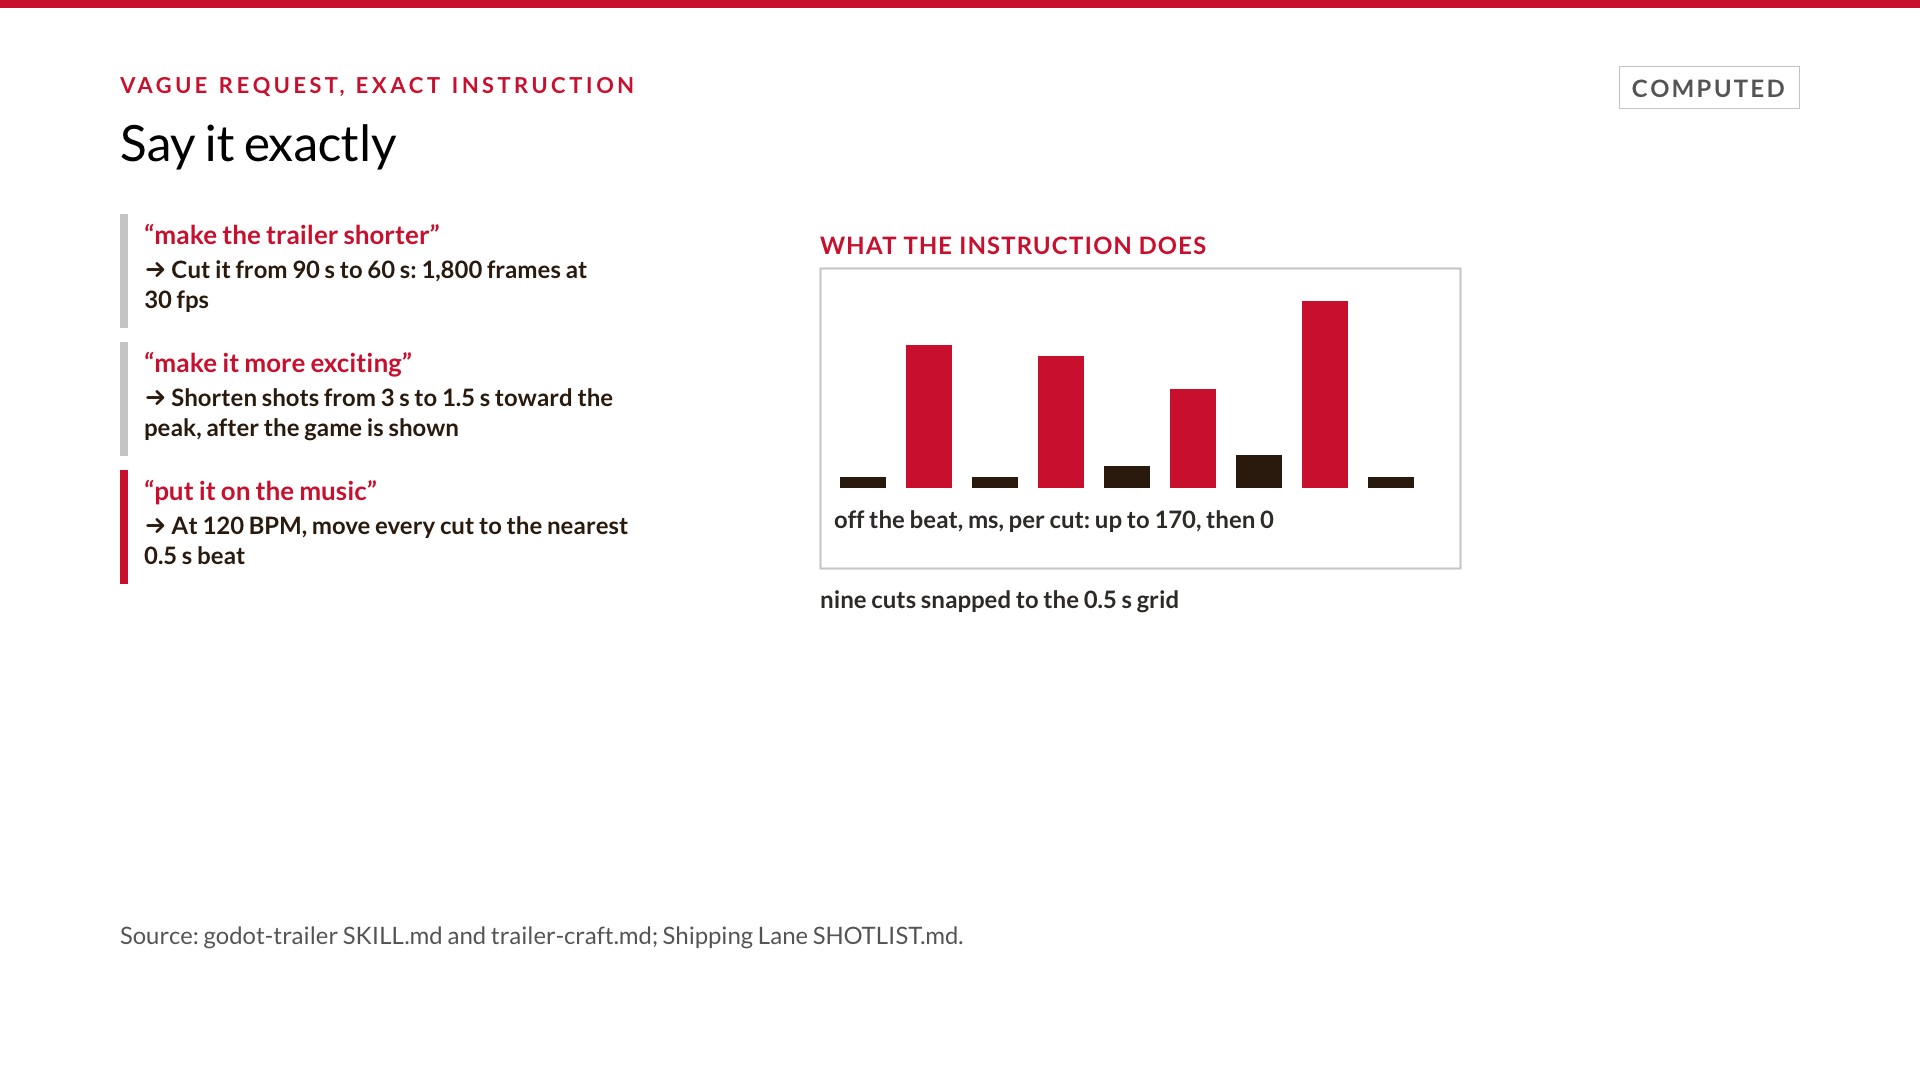 VAGUE REQUEST, EXACT INSTRUCTION
COMPUTED
Say it exactly
“make the trailer shorter”
→ Cut it from 90 s to 60 s: 1,800 frames at
30 fps
“make it more exciting”
→ Shorten shots from 3 s to 1.5 s toward the
peak, after the game is shown
“put it on the music”
→ At 120 BPM, move every cut to the nearest
0.5 s beat
WHAT THE INSTRUCTION DOES
off the beat, ms, per cut: up to 170, then 0
nine cuts snapped to the 0.5 s grid
Source: godot-trailer SKILL.md and trailer-craft.md; Shipping Lane SHOTLIST.md.